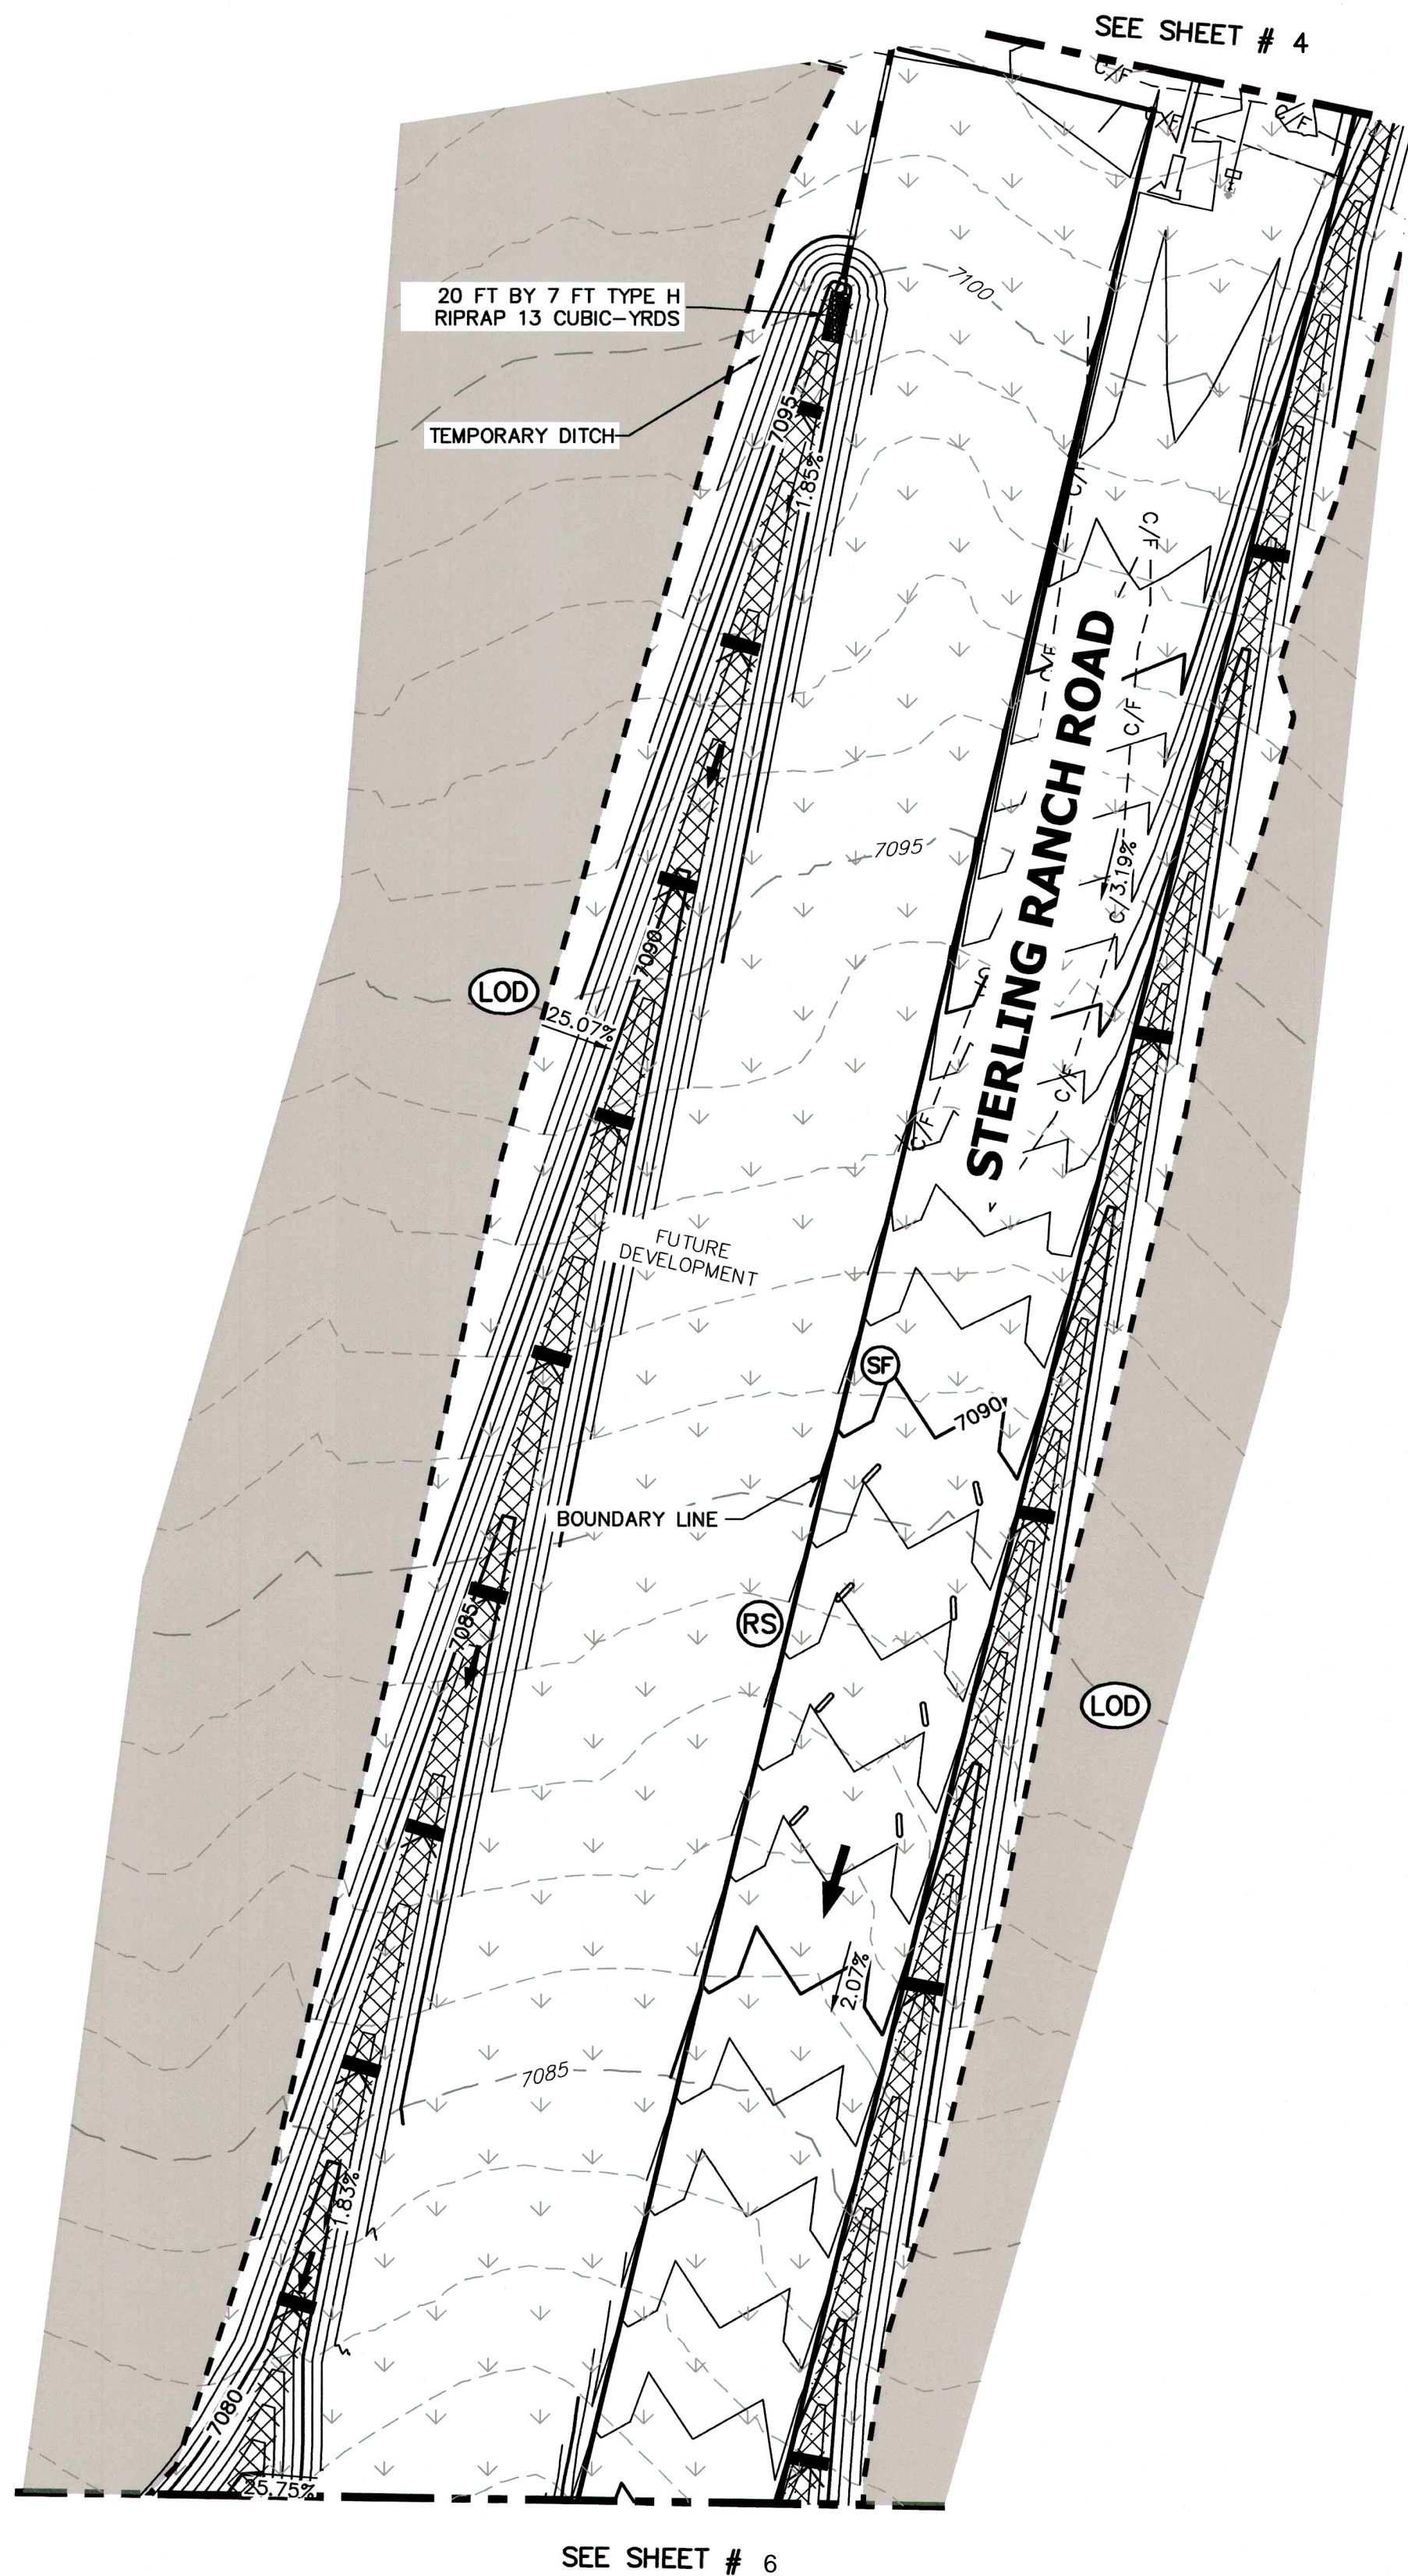 SEE SHEET # 4
C/F
C/F
C/F
20 FT BY 7 FT TYPE H
RIPRAP 13 CUBIC-YRDS
7100
TEMPORARY DITCH
7095
1.85%
C/F
C/F
C/F
C/F
STERLING RANCH ROAD
7095
3.19%
C/
7090
LOD
25.07%
C/F
C/F
FUTURE
DEVELOPMENT
SF
7090
BOUNDARY LINE
7085
RS
LOD
2.07%
7085
1.83%
7080
25.75%
SEE SHEET # 6